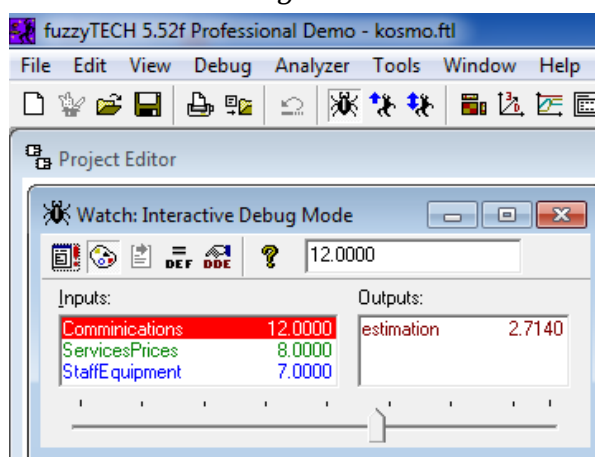 fuzzyTECH 5.52f Professional Demo - kosmo.ftl
File Edit View Debug Analyzer Tools Window Help
Project Editor
Watch: Interactive Debug Mode
DEF DDE ? 12.0000
Inputs: Outputs:
Comminications 12.0000 estimation 2.7140
ServicesPrices 8.0000
StaffEquipment 7.0000